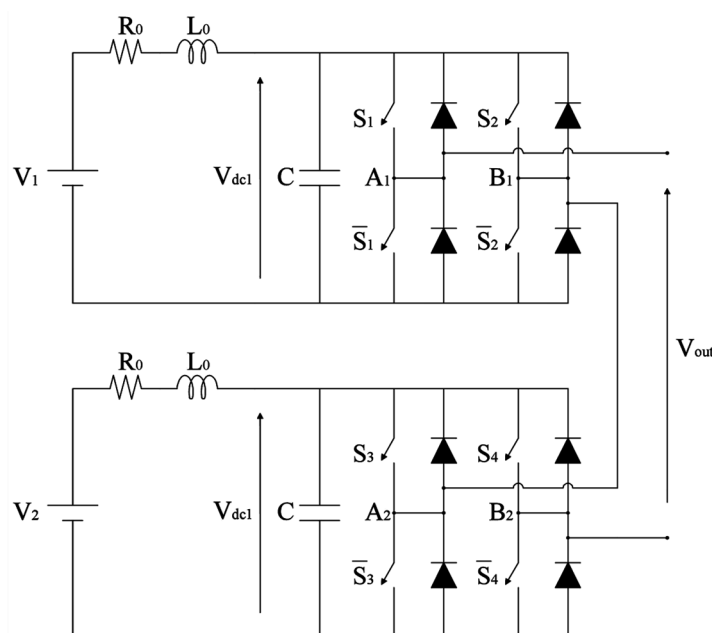 R0 L0
S1 S2
V1 Vdc1 C A1 B1
S̅1 S̅2
Vout
R0 L0
S3 S4
V2 Vdc1 C A2 B2
S̅3 S̅4